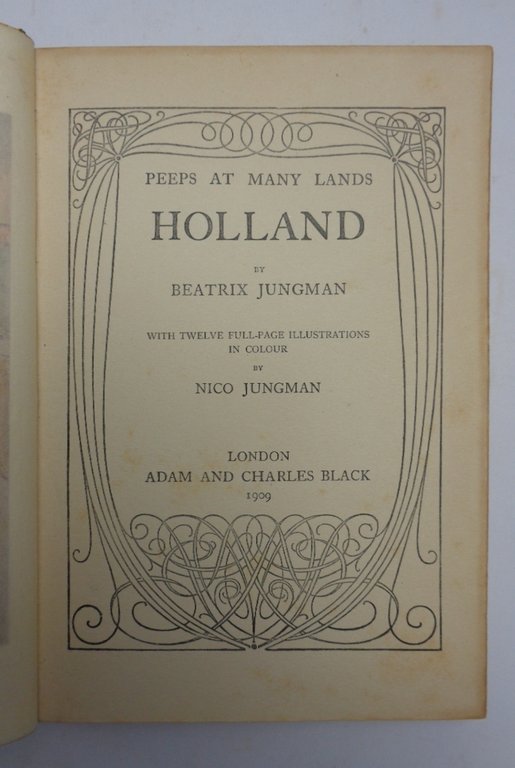 PEEPS AT MANY LANDS
HOLLAND
BY
BEATRIX JUNGMAN
WITH TWELVE FULL-PAGE ILLUSTRATIONS
IN COLOUR
BY
NICO JUNGMAN
LONDON
ADAM AND CHARLES BLACK
1909